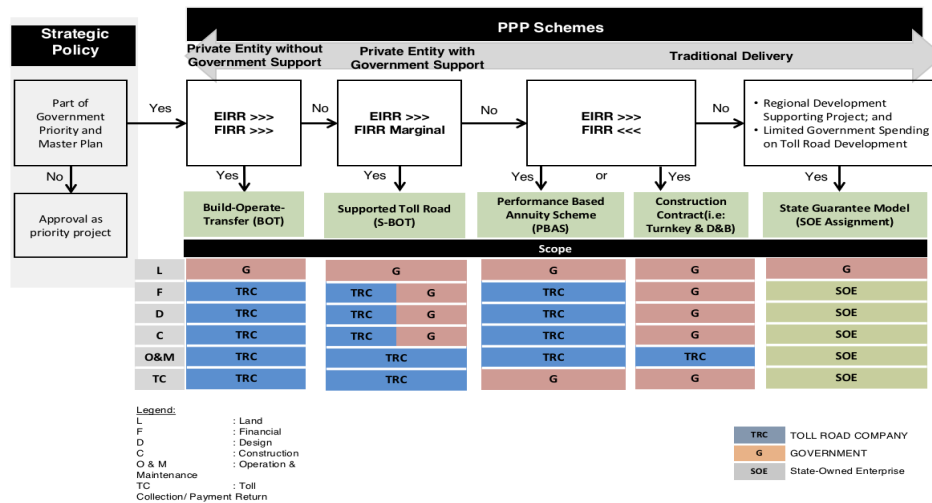 Strategic
Policy
PPP Schemes
Private Entity without
Government Support
Private Entity with
Government Support
Traditional Delivery
Part of
Government
Priority and
Master Plan
Yes
EIRR >>>
FIRR >>>
No
EIRR >>>
FIRR Marginal
No
EIRR >>>
FIRR <<<
No
• Regional Development
Supporting Project; and
• Limited Government Spending
on Toll Road Development
No
Yes
Yes
Yes
or
Yes
Yes
Approval as
priority project
Build-Operate-
Transfer (BOT)
Supported Toll Road
(S-BOT)
Performance Based
Annuity Scheme
(PBAS)
Construction
Contract(i.e:
Turnkey & D&B)
State Guarantee Model
(SOE Assignment)
Scope
L G G G G G
F TRC TRC G TRC G SOE
D TRC TRC G TRC G SOE
C TRC TRC G TRC G SOE
O&M TRC TRC TRC TRC SOE
TC TRC TRC G G SOE
Legend:
L : Land
F : Financial
D : Design
C : Construction
O & M : Operation &
Maintenance
TC : Toll
Collection/ Payment Return
TRC TOLL ROAD COMPANY
G GOVERNMENT
SOE State-Owned Enterprise